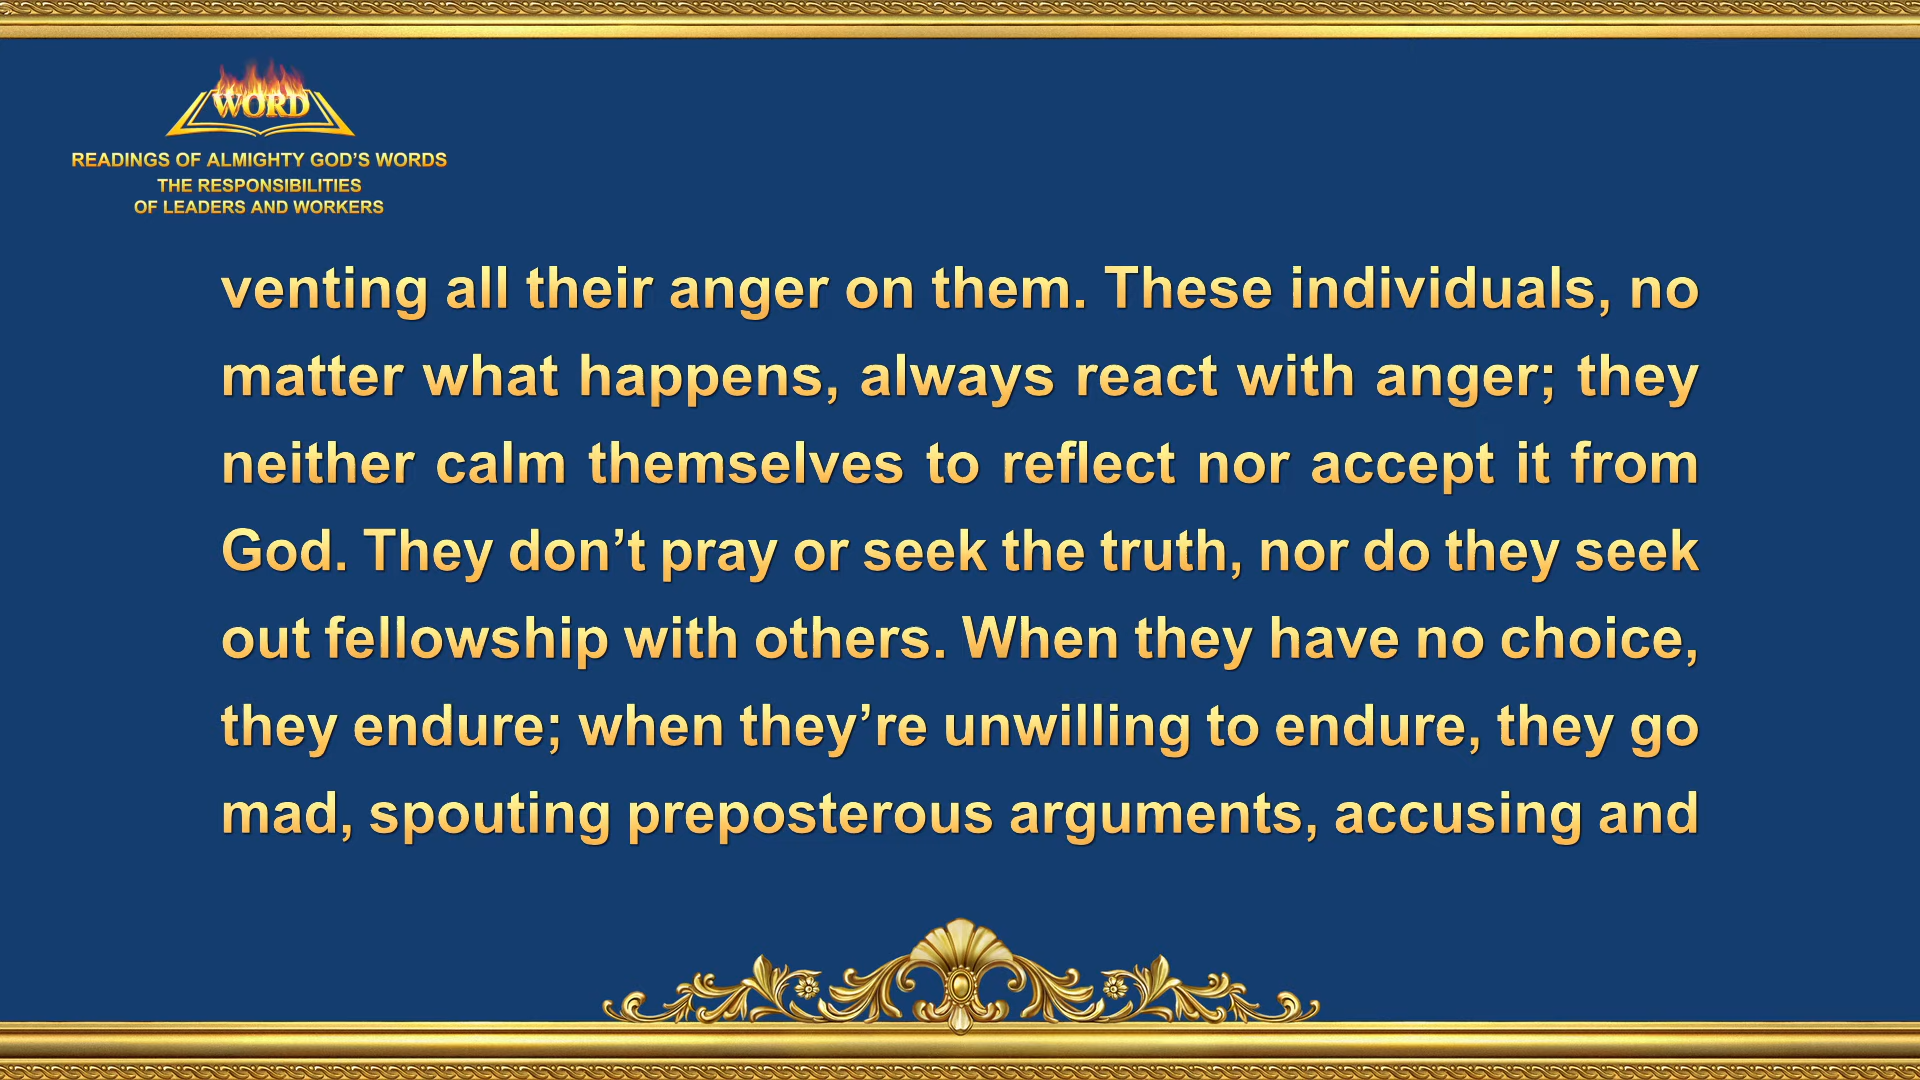 WORD
READINGS OF ALMIGHTY GOD’S WORDS
THE RESPONSIBILITIES
OF LEADERS AND WORKERS
venting all their anger on them. These individuals, no
matter what happens, always react with anger; they
neither calm themselves to reflect nor accept it from
God. They don’t pray or seek the truth, nor do they seek
out fellowship with others. When they have no choice,
they endure; when they’re unwilling to endure, they go
mad, spouting preposterous arguments, accusing and